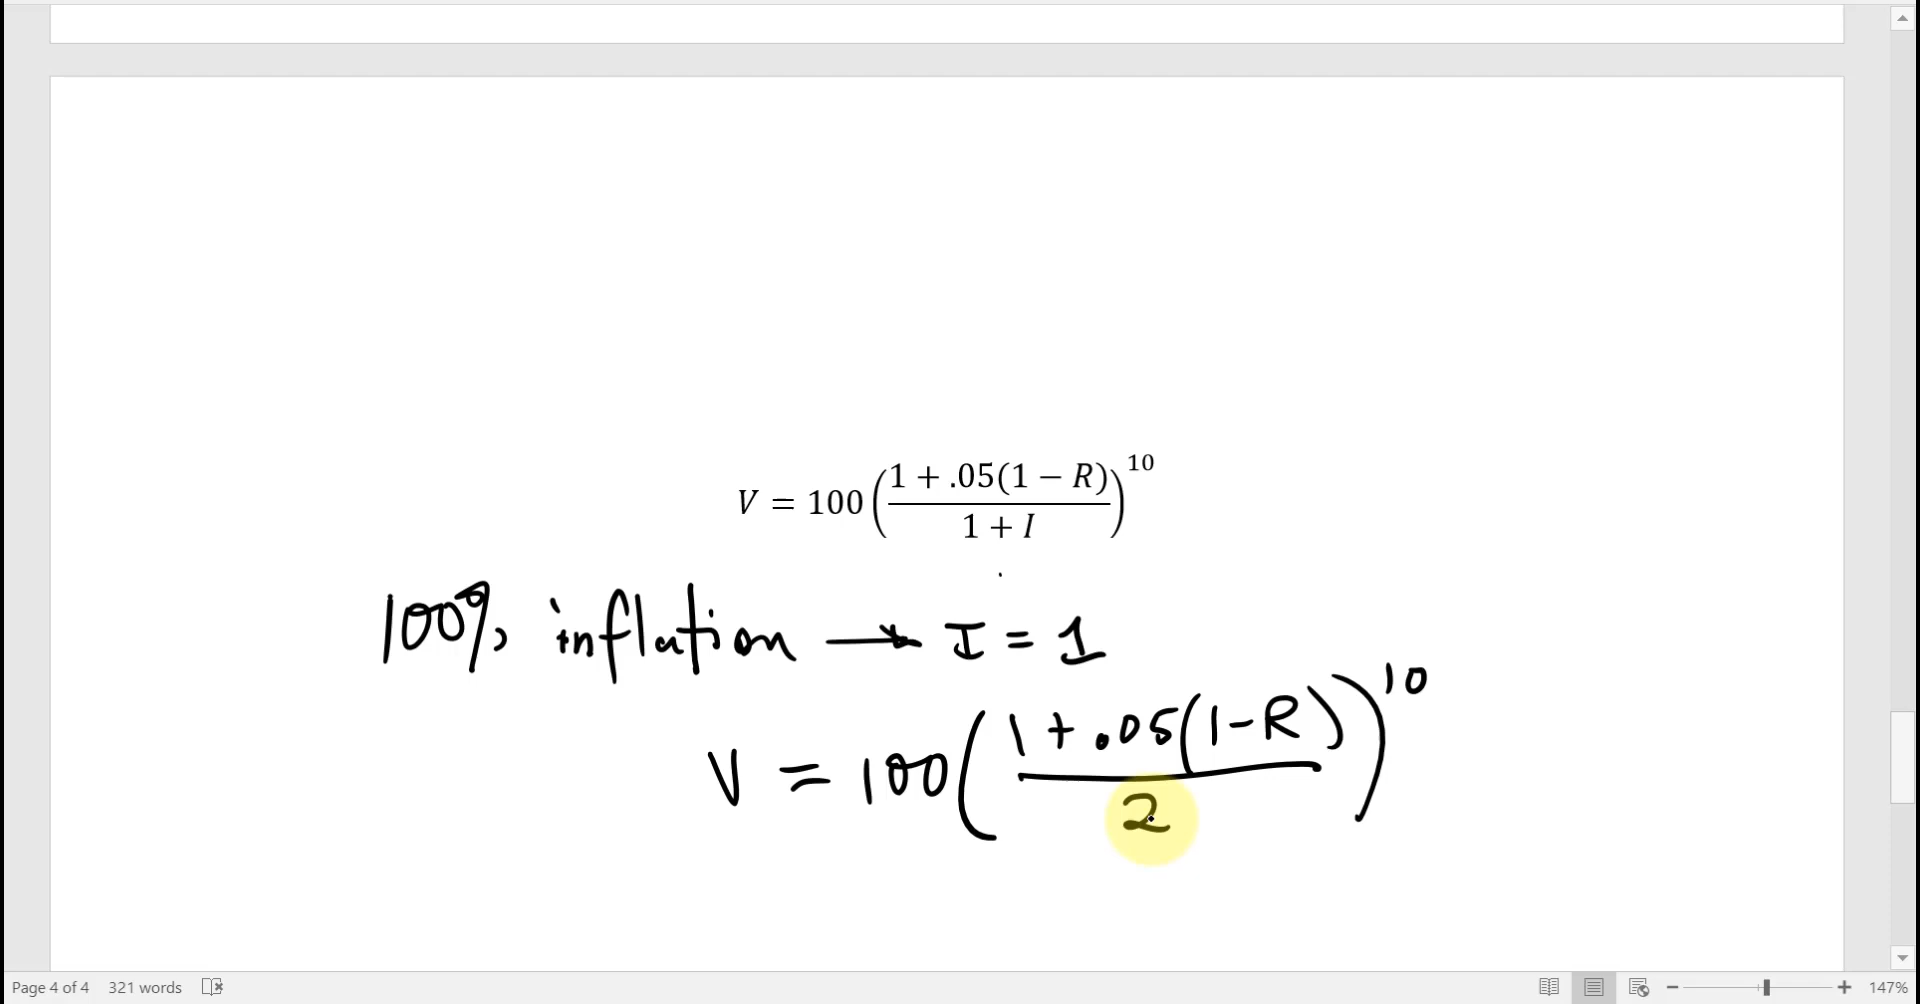 V = 100 ( (1 + .05(1 − R)) / (1 + I) )^10
100% inflation → I = 1
V = 100 ( (1 + .05(1-R)) / 2 )^10
Page 4 of 4 321 words 147%